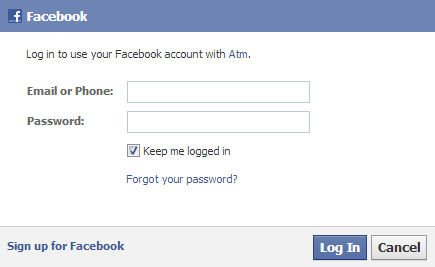 Facebook
Log in to use your Facebook account with Atm.
Email or Phone:
Password:
Keep me logged in
Forgot your password?
Sign up for Facebook
Log In
Cancel